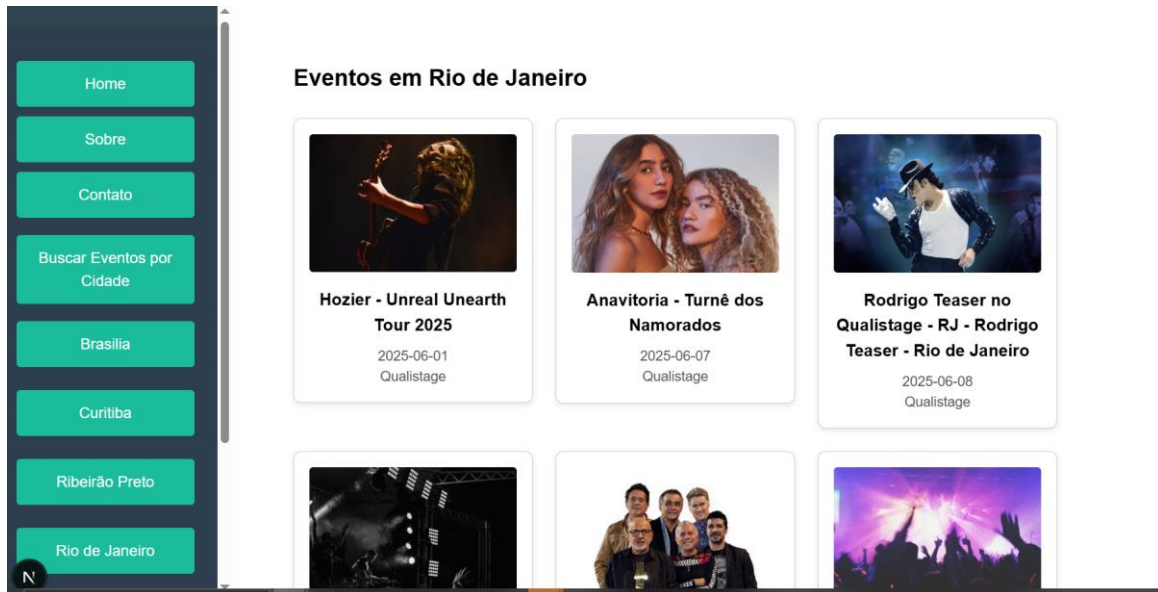 Home
Sobre
Contato
Buscar Eventos por
Cidade
Brasilia
Curitiba
Ribeirão Preto
Rio de Janeiro
N
Eventos em Rio de Janeiro
Hozier - Unreal Unearth
Tour 2025
2025-06-01
Qualistage
Anavitoria - Turnê dos
Namorados
2025-06-07
Qualistage
Rodrigo Teaser no
Qualistage - RJ - Rodrigo
Teaser - Rio de Janeiro
2025-06-08
Qualistage